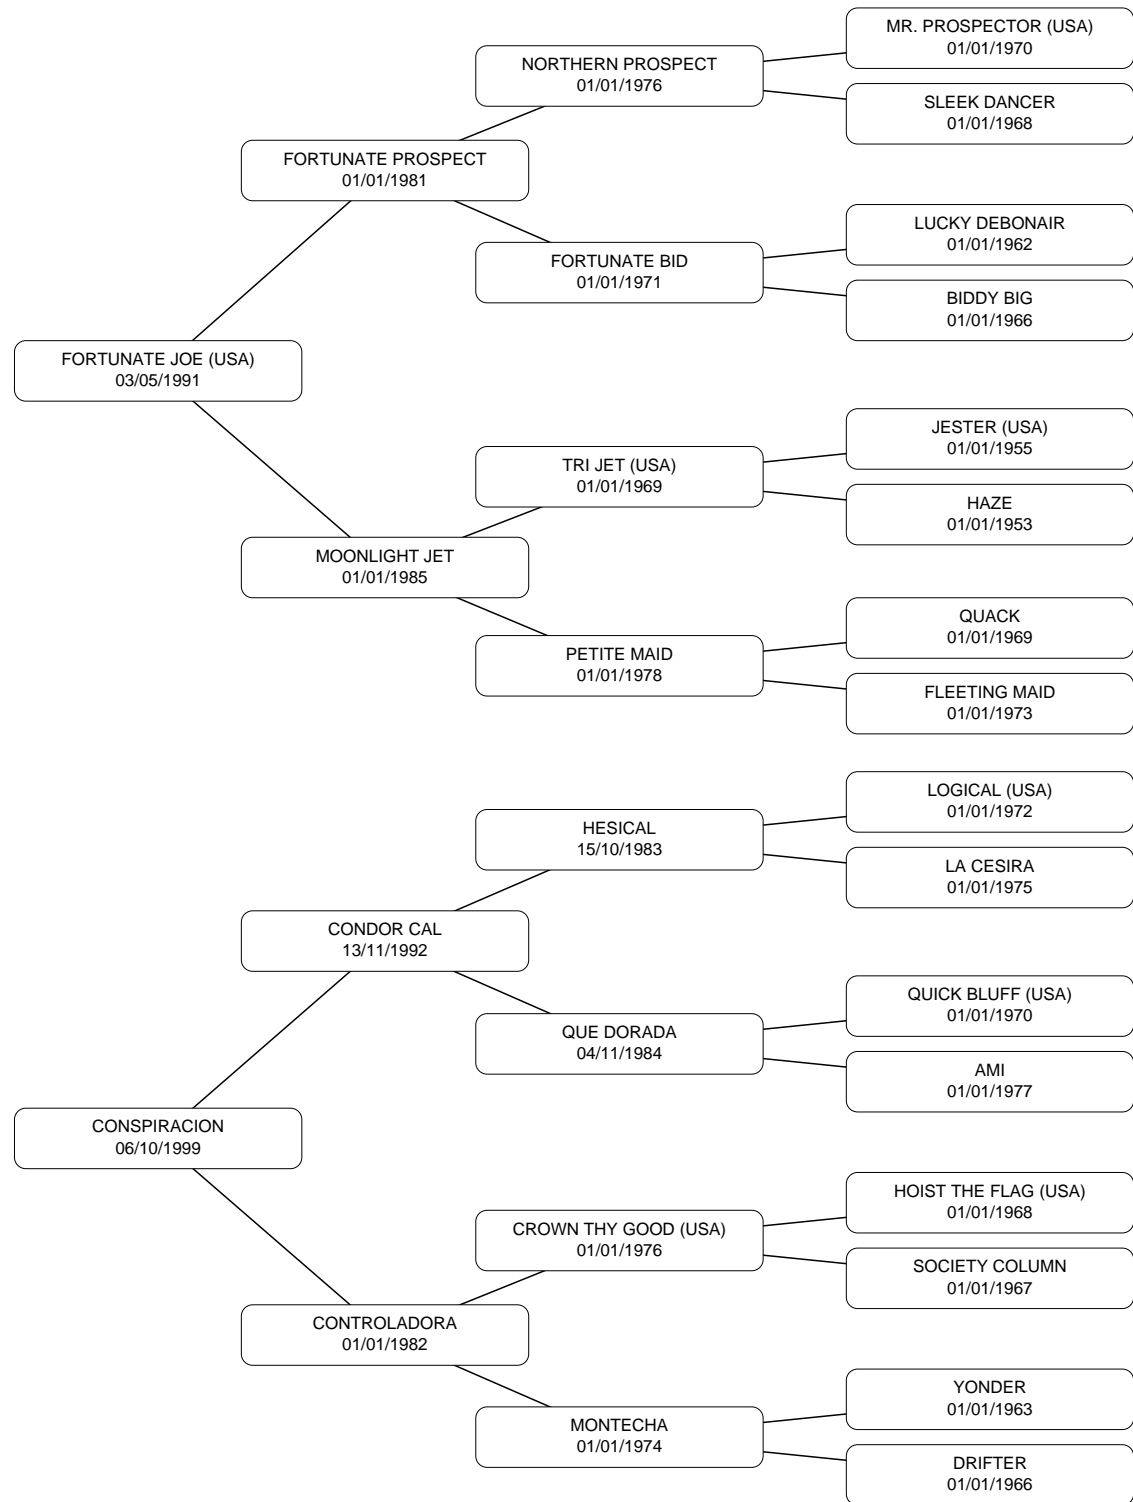 MR. PROSPECTOR (USA)
01/01/1970
NORTHERN PROSPECT
01/01/1976
SLEEK DANCER
01/01/1968
FORTUNATE PROSPECT
01/01/1981
LUCKY DEBONAIR
01/01/1962
FORTUNATE BID
01/01/1971
BIDDY BIG
01/01/1966
FORTUNATE JOE (USA)
03/05/1991
JESTER (USA)
01/01/1955
TRI JET (USA)
01/01/1969
HAZE
01/01/1953
MOONLIGHT JET
01/01/1985
QUACK
01/01/1969
PETITE MAID
01/01/1978
FLEETING MAID
01/01/1973
LOGICAL (USA)
01/01/1972
HESICAL
15/10/1983
LA CESIRA
01/01/1975
CONDOR CAL
13/11/1992
QUICK BLUFF (USA)
01/01/1970
QUE DORADA
04/11/1984
AMI
01/01/1977
CONSPIRACION
06/10/1999
HOIST THE FLAG (USA)
01/01/1968
CROWN THY GOOD (USA)
01/01/1976
SOCIETY COLUMN
01/01/1967
CONTROLADORA
01/01/1982
YONDER
01/01/1963
MONTECHA
01/01/1974
DRIFTER
01/01/1966